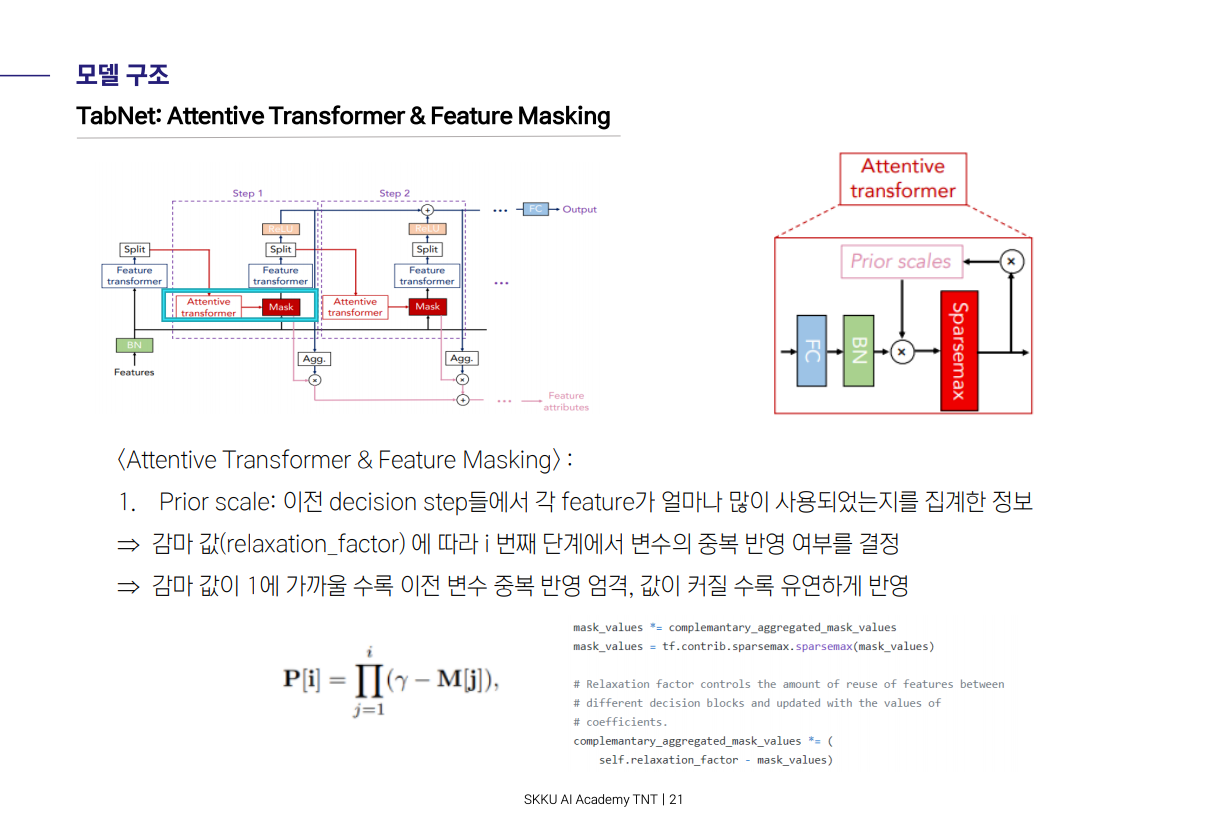 모델 구조
TabNet: Attentive Transformer & Feature Masking
Step 1
Step 2
FC
Output
ReLU
ReLU
Split
Split
Split
Feature
transformer
Feature
transformer
Feature
transformer
...
...
Attentive
transformer
Mask
Attentive
transformer
Mask
BN
Features
Agg.
Agg.
...
Feature
attributes
Attentive
transformer
Prior scales
FC
BN
Sparsemax
〈Attentive Transformer & Feature Masking〉 :
1. Prior scale: 이전 decision step들에서 각 feature가 얼마나 많이 사용되었는지를 집계한 정보
⇒ 감마 값(relaxation_factor) 에 따라 i 번째 단계에서 변수의 중복 반영 여부를 결정
⇒ 감마 값이 1에 가까울 수록 이전 변수 중복 반영 엄격, 값이 커질 수록 유연하게 반영
P[i] = ∏_{j=1}^{i} (γ − M[j]),
mask_values *= complemantary_aggregated_mask_values
mask_values = tf.contrib.sparsemax.sparsemax(mask_values)
# Relaxation factor controls the amount of reuse of features between
# different decision blocks and updated with the values of
# coefficients.
complemantary_aggregated_mask_values *= (
self.relaxation_factor - mask_values)
SKKU AI Academy TNT | 21